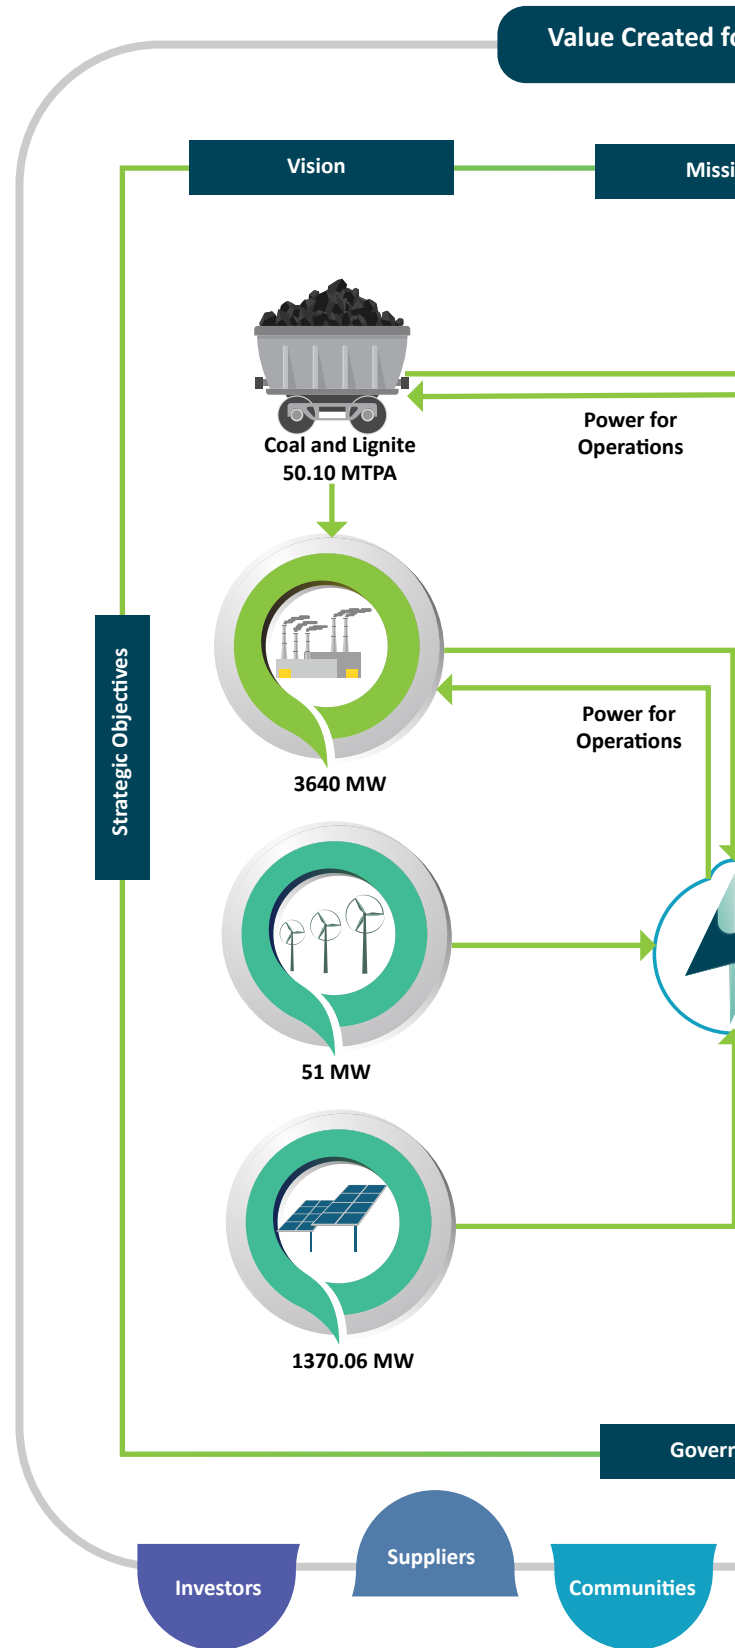 Value Created fo
Vision
Missi
Coal and Lignite
50.10 MTPA
Power for
Operations
Strategic Objectives
3640 MW
Power for
Operations
51 MW
1370.06 MW
Govern
Suppliers
Investors
Communities